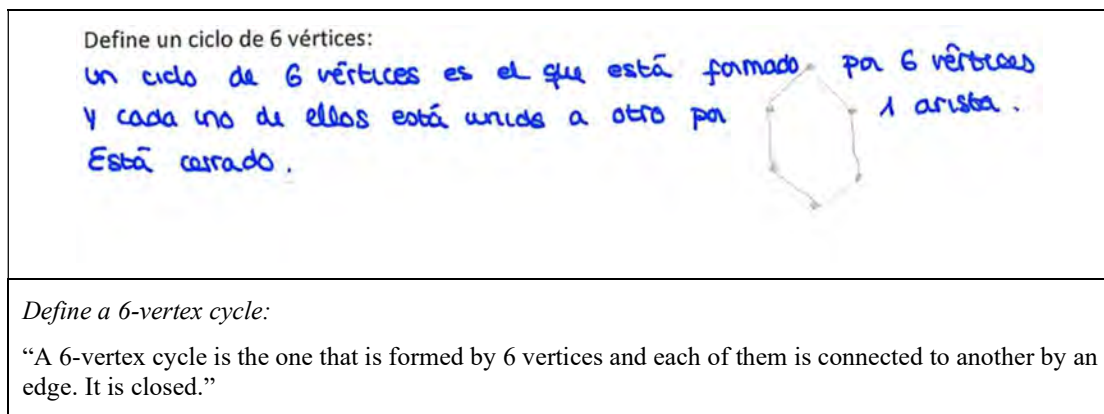 Define un ciclo de 6 vértices:
un ciclo de 6 vértices es el que está formado por 6 vértices
y cada uno de ellos está unido a otro por 1 arista.
Está cerrado.
Define a 6-vertex cycle:
“A 6-vertex cycle is the one that is formed by 6 vertices and each of them is connected to another by an
edge. It is closed.”